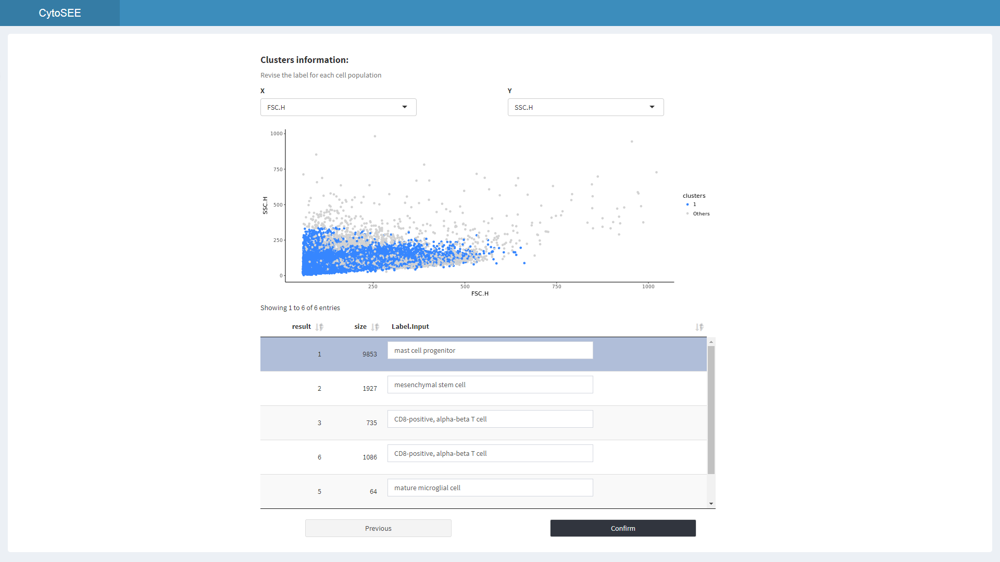 CytoSEE
Clusters information:
Revise the label for each cell population
X
Y
FSC.H
SSC.H
1000
750
500
250
0
SSC.H
250
500
750
1000
FSC.H
clusters
1
Others
Showing 1 to 6 of 6 entries
result size Label.Input
1 9853 mast cell progenitor
2 1927 mesenchymal stem cell
3 735 CD8-positive, alpha-beta T cell
6 1086 CD8-positive, alpha-beta T cell
5 64 mature microglial cell
Previous
Confirm